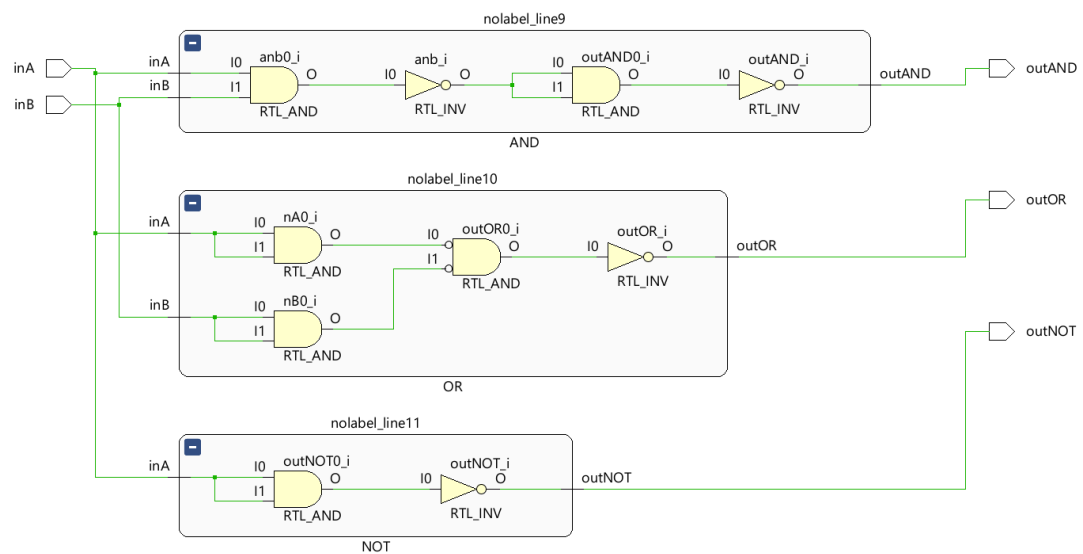 nolabel_line9
inA
inB
inA
inB
I0
I1
anb0_i
O
RTL_AND
I0
anb_i
O
RTL_INV
I0
I1
outAND0_i
O
RTL_AND
I0
outAND_i
O
RTL_INV
outAND
outAND
AND
nolabel_line10
inA
I0
I1
nA0_i
O
RTL_AND
inB
I0
I1
nB0_i
O
RTL_AND
I0
I1
outOR0_i
O
RTL_AND
I0
outOR_i
O
RTL_INV
outOR
outOR
OR
nolabel_line11
inA
I0
I1
outNOT0_i
O
RTL_AND
I0
outNOT_i
O
RTL_INV
outNOT
outNOT
NOT